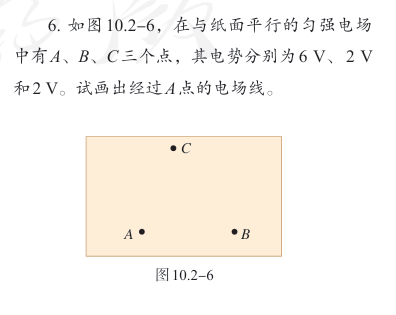 6. 如图10.2-6，在与纸面平行的匀强电场
中有A、B、C三个点，其电势分别为6 V、2 V
和2 V。试画出经过A点的电场线。
C
A
B
图10.2-6